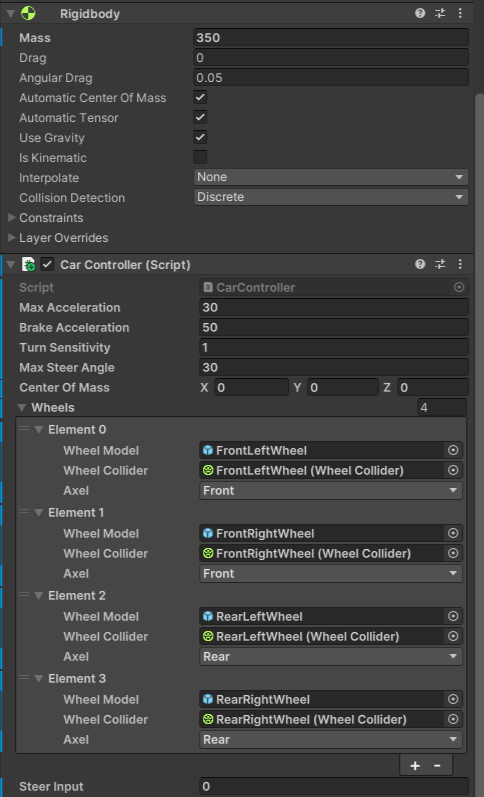 Rigidbody
Mass 350
Drag 0
Angular Drag 0.05
Automatic Center Of Mass
Automatic Tensor
Use Gravity
Is Kinematic
Interpolate None
Collision Detection Discrete
Constraints
Layer Overrides
Car Controller (Script)
Script CarController
Max Acceleration 30
Brake Acceleration 50
Turn Sensitivity 1
Max Steer Angle 30
Center Of Mass X 0 Y 0 Z 0
Wheels 4
Element 0
Wheel Model FrontLeftWheel
Wheel Collider FrontLeftWheel (Wheel Collider)
Axel Front
Element 1
Wheel Model FrontRightWheel
Wheel Collider FrontRightWheel (Wheel Collider)
Axel Front
Element 2
Wheel Model RearLeftWheel
Wheel Collider RearLeftWheel (Wheel Collider)
Axel Rear
Element 3
Wheel Model RearRightWheel
Wheel Collider RearRightWheel (Wheel Collider)
Axel Rear
+ -
Steer Input 0